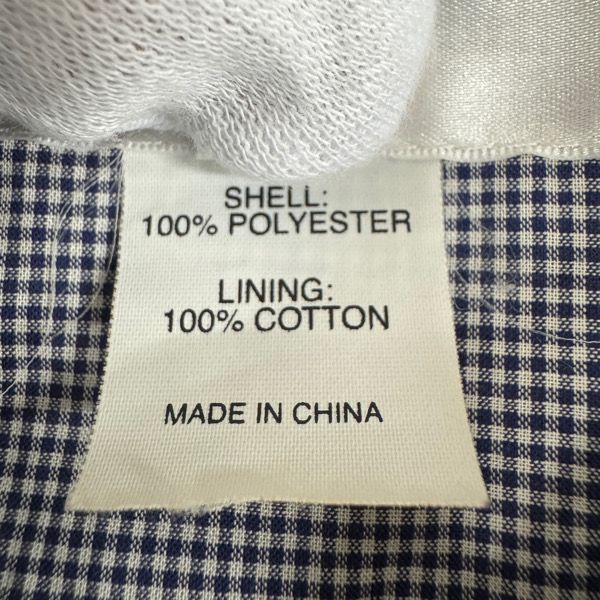 SHELL:
100% POLYESTER
LINING:
100% COTTON
MADE IN CHINA